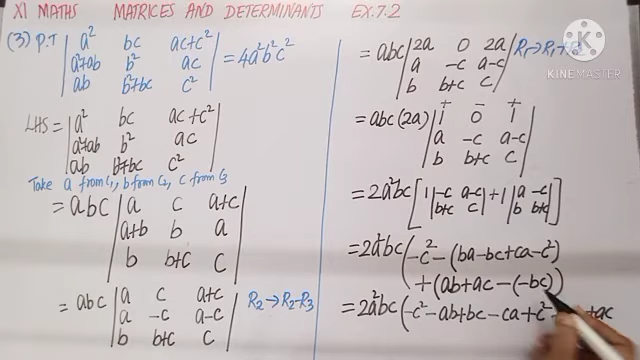 XI MATHS MATRICES AND DETERMINANTS EX.7.2
(3) P.T | a² bc ac+c² |
| a²+ab b² ac | = 4a²b²c²
| ab b²+bc c² |
LHS = | a² bc ac+c² |
| a²+ab b² ac |
| ab b²+bc c² |
Take a from C₁, b from C₂, c from C₃
= abc | a c a+c |
| a+b b a |
| b b+c c |
= abc | a c a+c | R₂→R₂-R₃
| a -c a-c |
| b b+c c |
= abc | 2a 0 2a | R₁→R₁+
| a -c a-c |
| b b+c c |
+ - +
= abc(2a) | 1 0 1 |
| a -c a-c |
| b b+c c |
= 2a²bc [ 1 | -c a-c | + 1 | a -c | ]
| b+c c | | b b+c |
= 2a²bc (-c² - (ba-bc+ca-c²)
+(ab+ac-(-bc))
= 2a²bc (-c²-ab+bc-ca+c² +ac
KINEMASTER